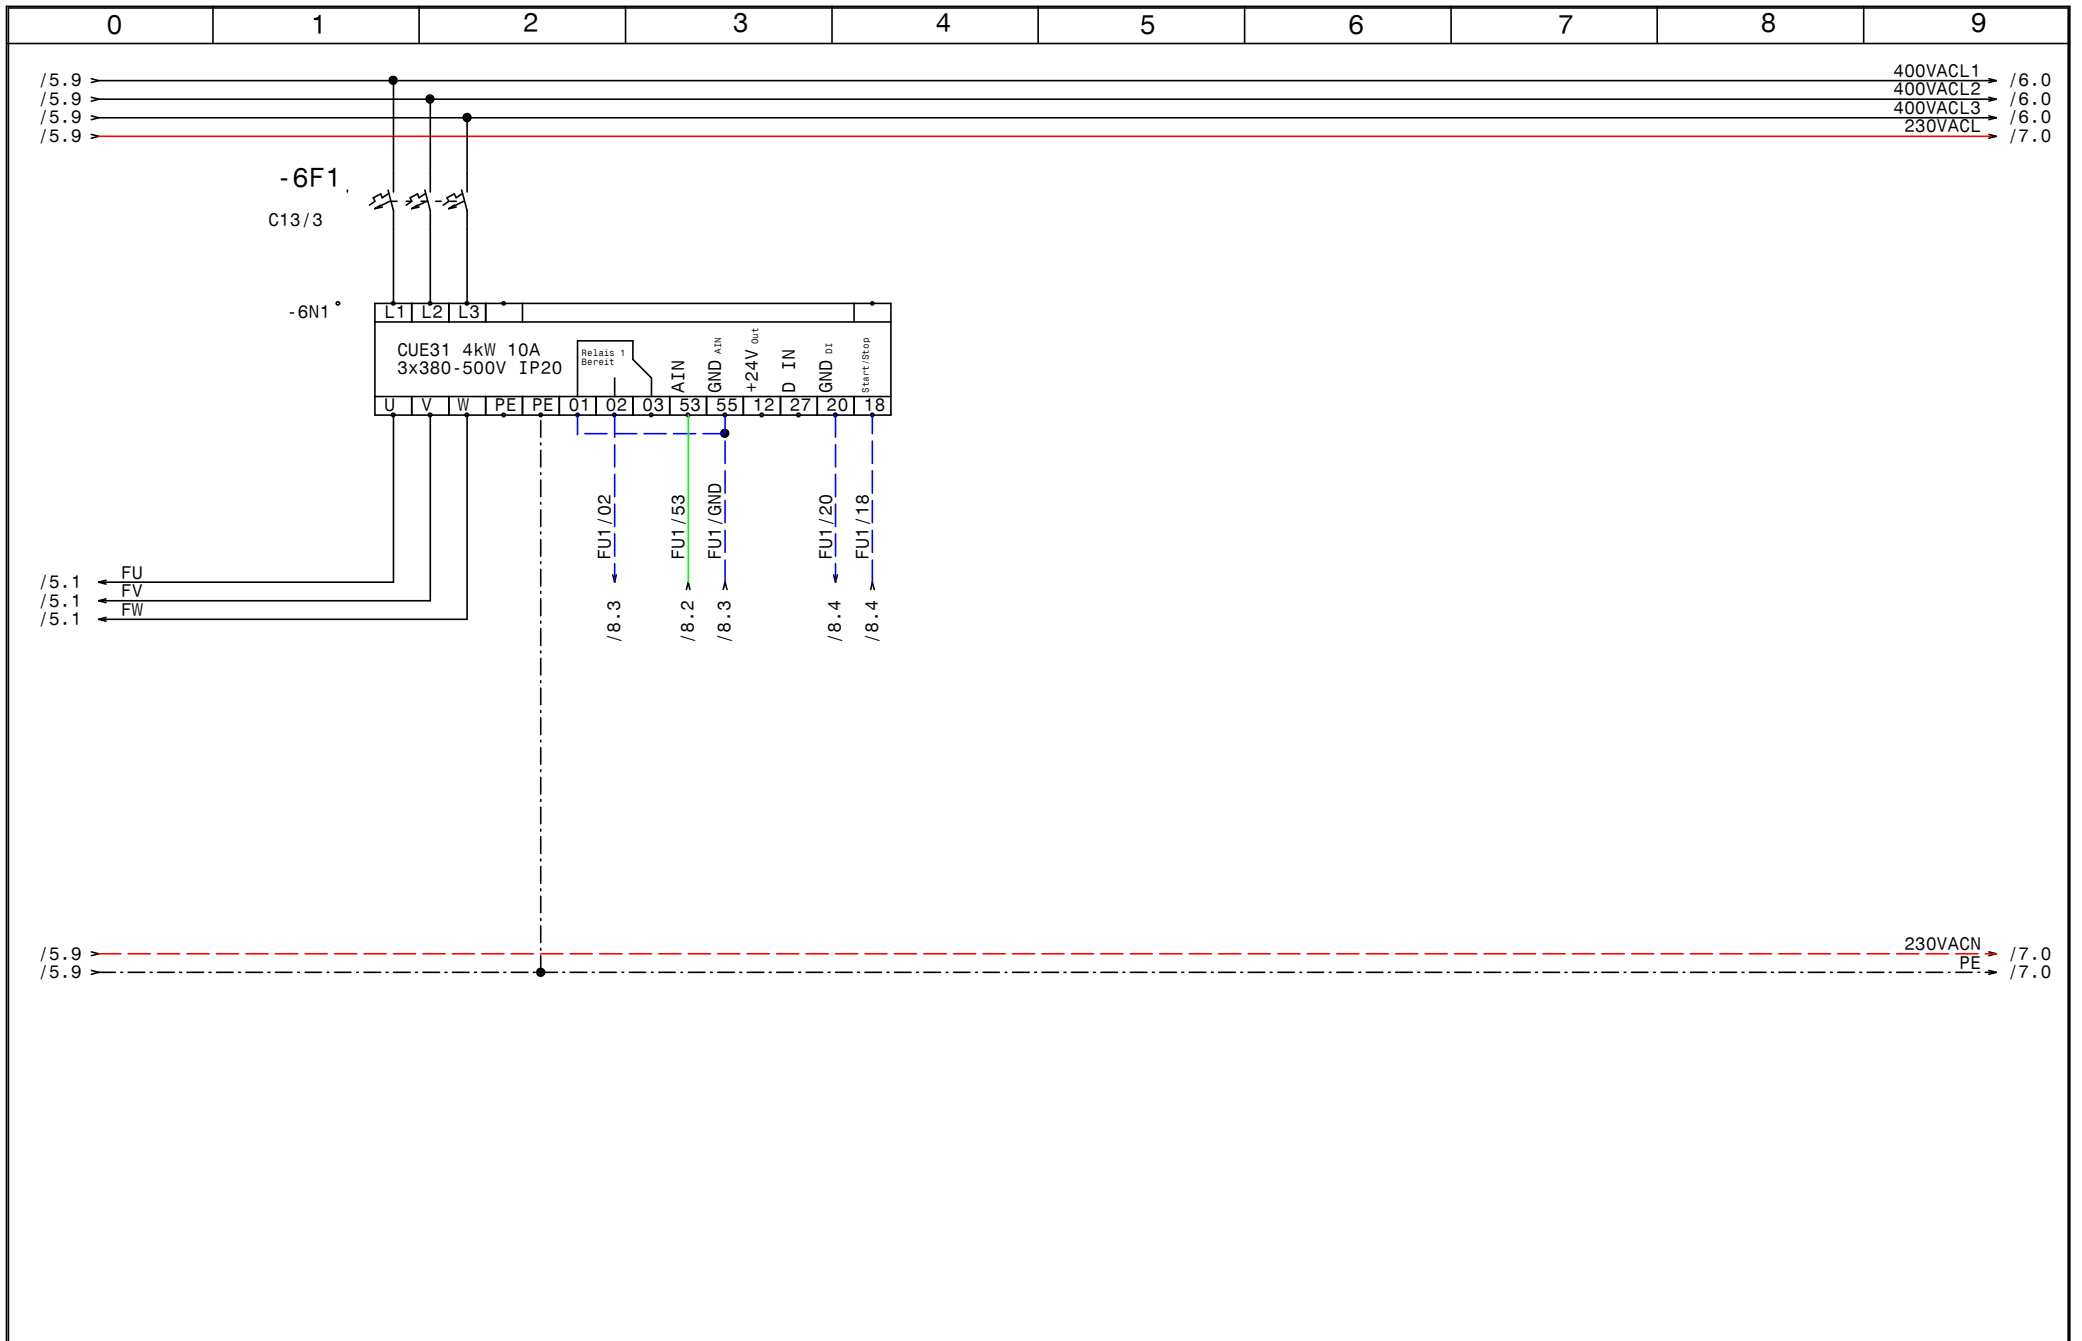 0 1 2 3 4 5 6 7 8 9
/5.9 400VACL1 /6.0
/5.9 400VACL2 /6.0
/5.9 400VACL3 /6.0
/5.9 230VACL /7.0
-6F1
C13/3
-6N1
L1 L2 L3
CUE31 4kW 10A
3x380-500V IP20
Relais 1
Bereit
AIN
GND AIN
+24V Out
D IN
GND DI
Start/Stop
U V W PE PE 01 02 03 53 55 12 27 20 18
FU1/02
FU1/53
FU1/GND
FU1/20
FU1/18
/5.1 FU
/5.1 FV
/5.1 FW
/8.3
/8.2
/8.3
/8.4
/8.4
/5.9 230VACN /7.0
/5.9 PE /7.0